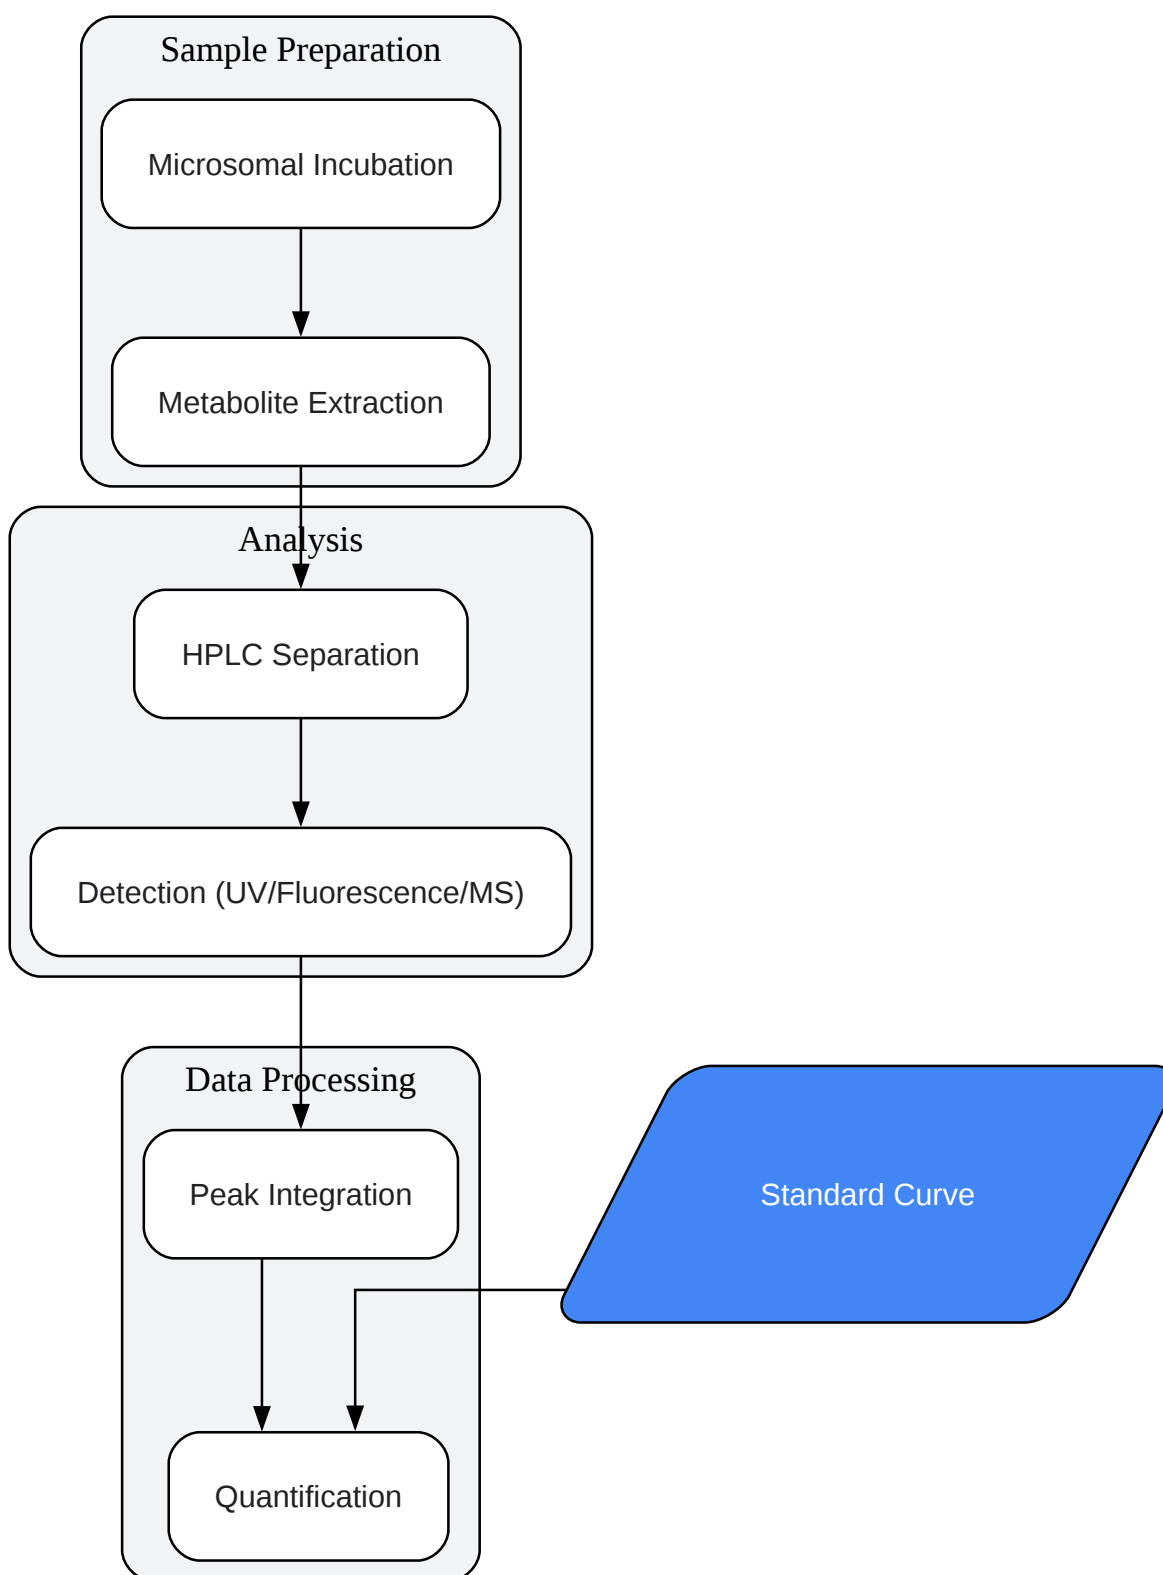 Sample Preparation
Microsomal Incubation
Metabolite Extraction
Analysis
HPLC Separation
Detection (UV/Fluorescence/MS)
Data Processing
Peak Integration
Standard Curve
Quantification